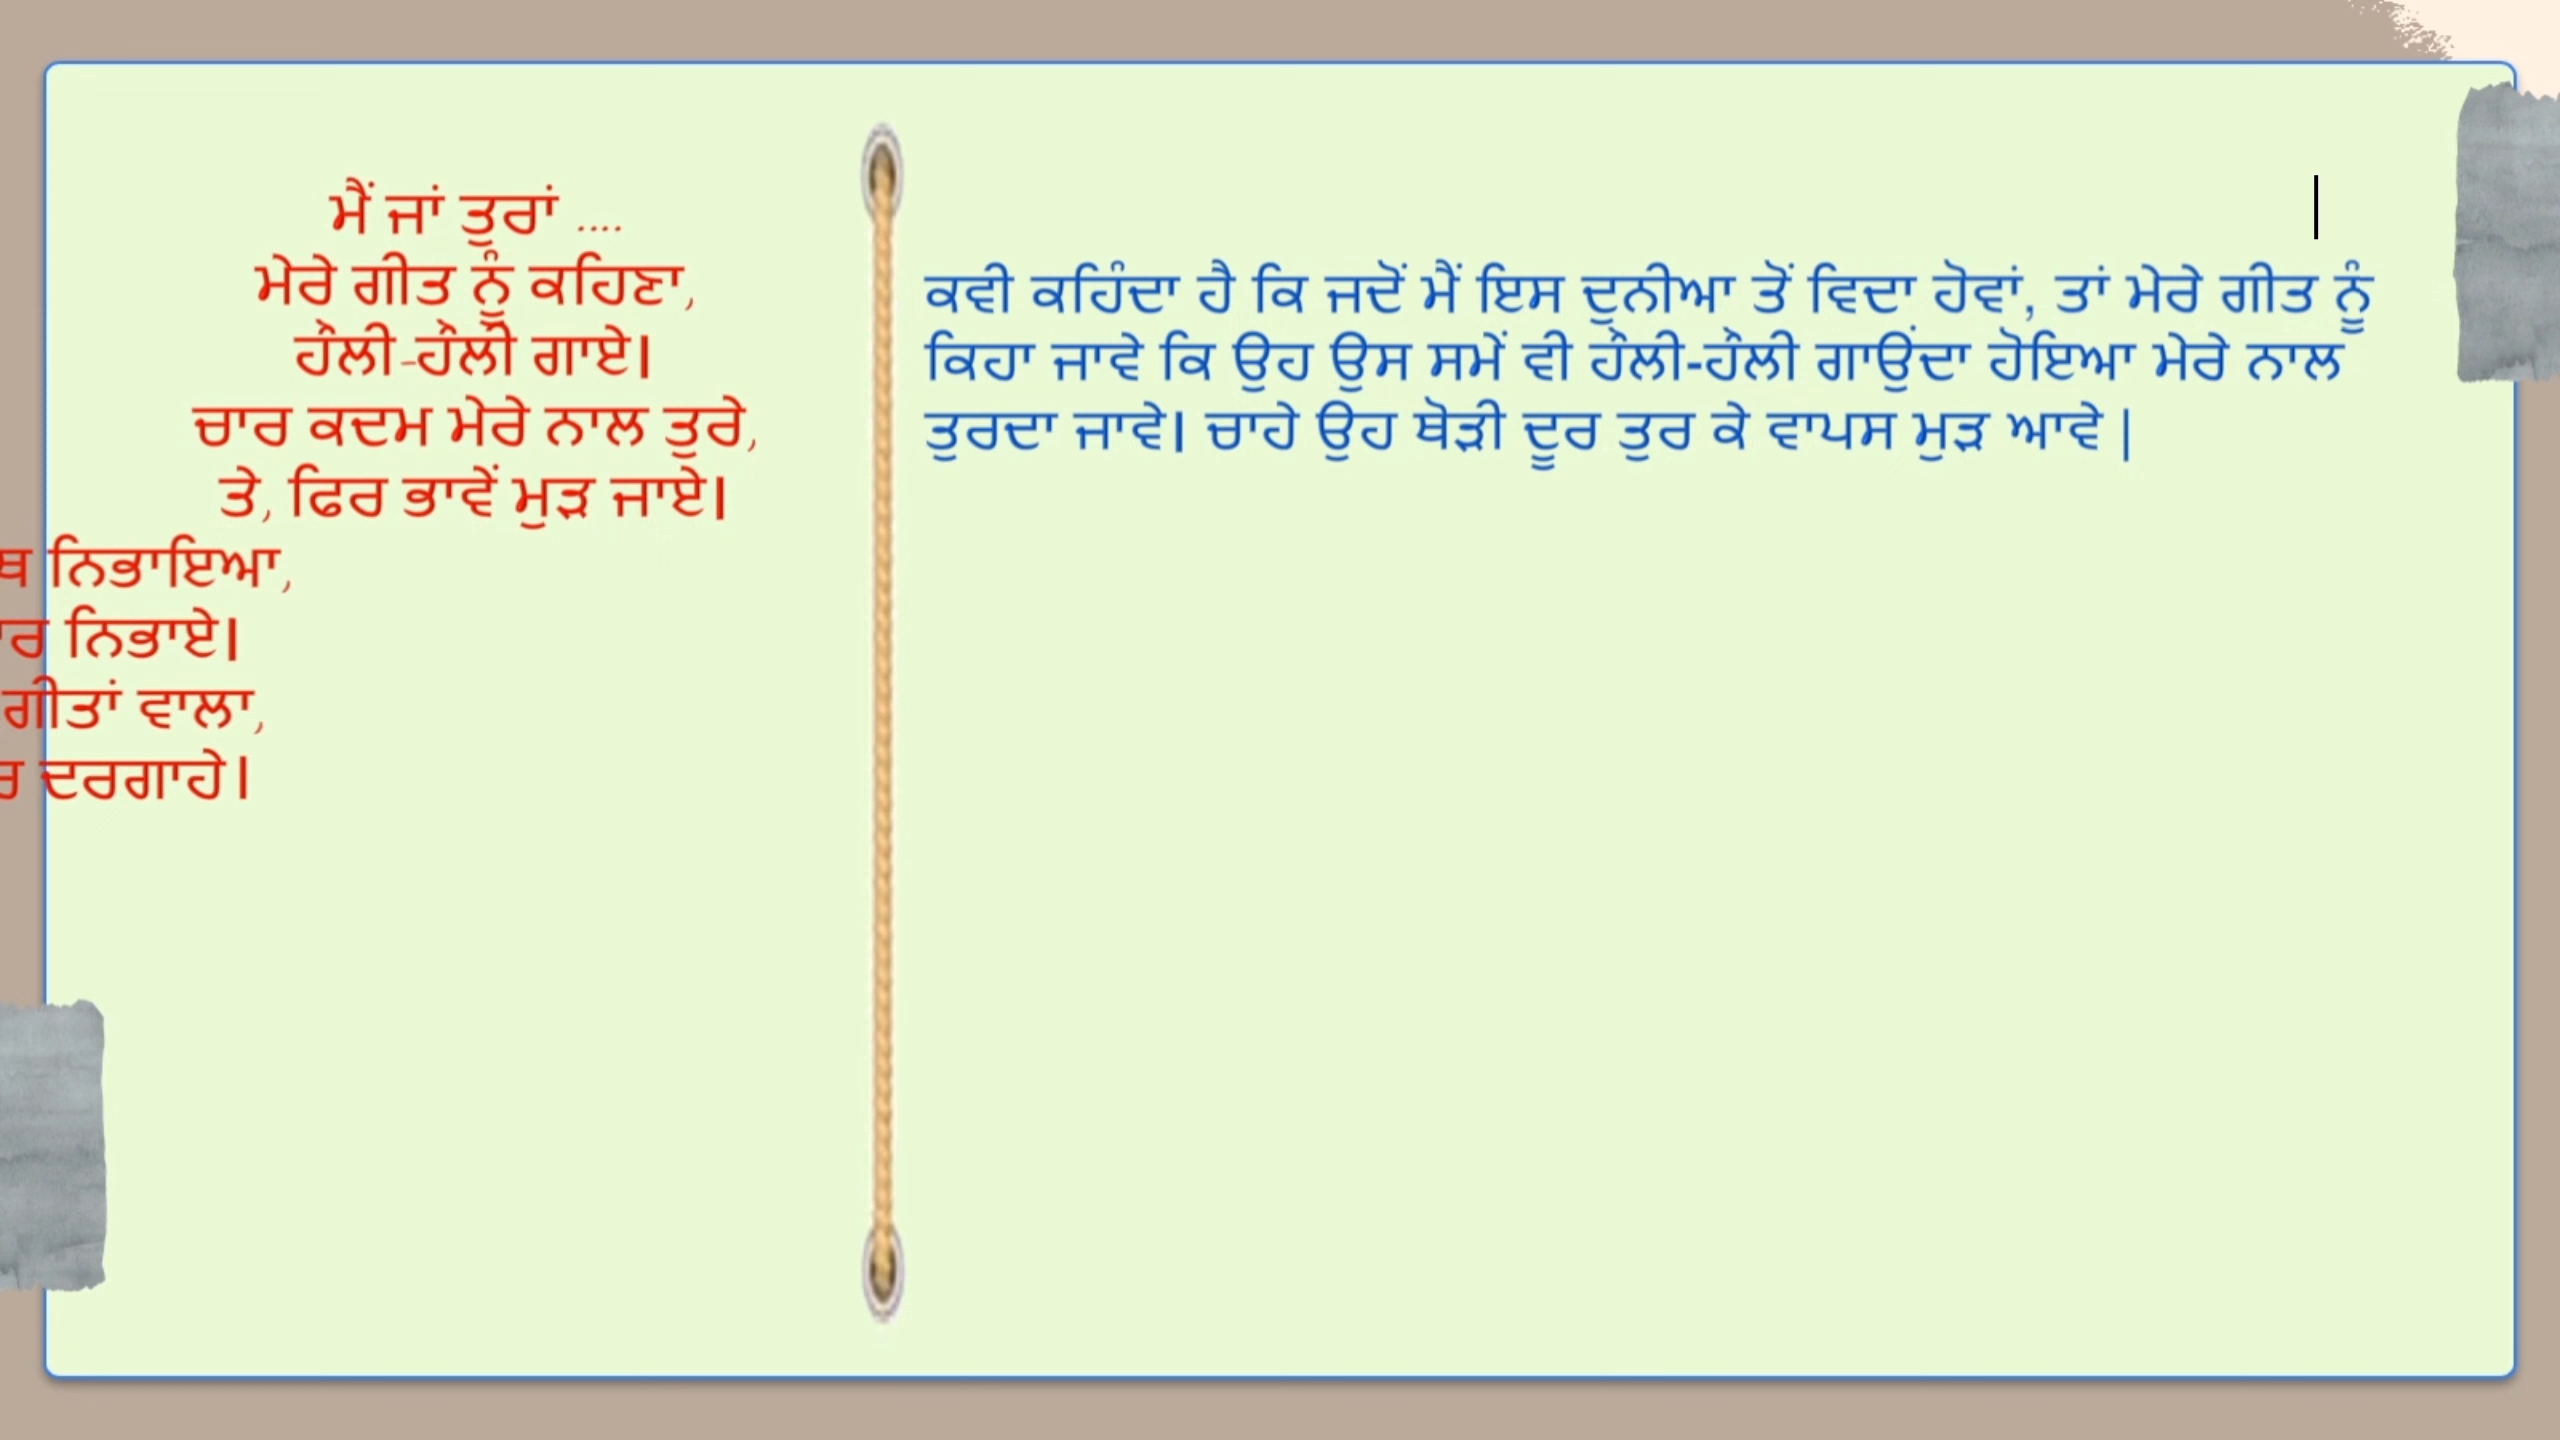 ਮੈਂ ਜਾਂ ਤੁਰਾਂ ....
ਮੇਰੇ ਗੀਤ ਨੂੰ ਕਹਿਣਾ,
ਹੌਲੀ-ਹੌਲੀ ਗਾਏ।
ਚਾਰ ਕਦਮ ਮੇਰੇ ਨਾਲ ਤੁਰੇ,
ਤੇ, ਫਿਰ ਭਾਵੇਂ ਮੁੜ ਜਾਏ।
ਨਿਭਾਇਆ,
ਨਿਭਾਏ।
ਗੀਤਾਂ ਵਾਲਾ,
ਦਰਗਾਹੇ।
ਕਵੀ ਕਹਿੰਦਾ ਹੈ ਕਿ ਜਦੋਂ ਮੈਂ ਇਸ ਦੁਨੀਆ ਤੋਂ ਵਿਦਾ ਹੋਵਾਂ, ਤਾਂ ਮੇਰੇ ਗੀਤ ਨੂੰ
ਕਿਹਾ ਜਾਵੇ ਕਿ ਉਹ ਉਸ ਸਮੇਂ ਵੀ ਹੌਲੀ-ਹੌਲੀ ਗਾਉਂਦਾ ਹੋਇਆ ਮੇਰੇ ਨਾਲ
ਤੁਰਦਾ ਜਾਵੇ। ਚਾਹੇ ਉਹ ਥੋੜੀ ਦੂਰ ਤੁਰ ਕੇ ਵਾਪਸ ਮੁੜ ਆਵੇ |